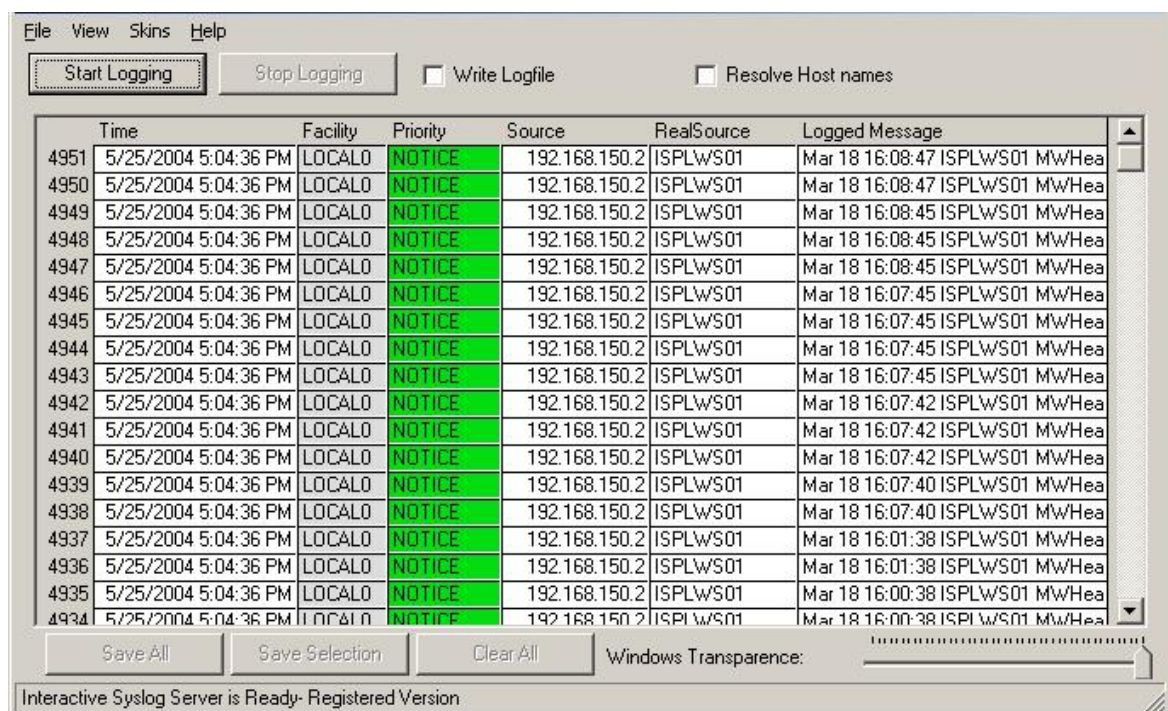 File View Skins Help
Start Logging Stop Logging Write Logfile Resolve Host names
Time Facility Priority Source RealSource Logged Message
4951 5/25/2004 5:04:36 PM LOCAL0 NOTICE 192.168.150.2 ISPLWS01 Mar 18 16:08:47 ISPLWS01 MWHea
4950 5/25/2004 5:04:36 PM LOCAL0 NOTICE 192.168.150.2 ISPLWS01 Mar 18 16:08:47 ISPLWS01 MWHea
4949 5/25/2004 5:04:36 PM LOCAL0 NOTICE 192.168.150.2 ISPLWS01 Mar 18 16:08:45 ISPLWS01 MWHea
4948 5/25/2004 5:04:36 PM LOCAL0 NOTICE 192.168.150.2 ISPLWS01 Mar 18 16:08:45 ISPLWS01 MWHea
4947 5/25/2004 5:04:36 PM LOCAL0 NOTICE 192.168.150.2 ISPLWS01 Mar 18 16:08:45 ISPLWS01 MWHea
4946 5/25/2004 5:04:36 PM LOCAL0 NOTICE 192.168.150.2 ISPLWS01 Mar 18 16:07:45 ISPLWS01 MWHea
4945 5/25/2004 5:04:36 PM LOCAL0 NOTICE 192.168.150.2 ISPLWS01 Mar 18 16:07:45 ISPLWS01 MWHea
4944 5/25/2004 5:04:36 PM LOCAL0 NOTICE 192.168.150.2 ISPLWS01 Mar 18 16:07:45 ISPLWS01 MWHea
4943 5/25/2004 5:04:36 PM LOCAL0 NOTICE 192.168.150.2 ISPLWS01 Mar 18 16:07:45 ISPLWS01 MWHea
4942 5/25/2004 5:04:36 PM LOCAL0 NOTICE 192.168.150.2 ISPLWS01 Mar 18 16:07:42 ISPLWS01 MWHea
4941 5/25/2004 5:04:36 PM LOCAL0 NOTICE 192.168.150.2 ISPLWS01 Mar 18 16:07:42 ISPLWS01 MWHea
4940 5/25/2004 5:04:36 PM LOCAL0 NOTICE 192.168.150.2 ISPLWS01 Mar 18 16:07:42 ISPLWS01 MWHea
4939 5/25/2004 5:04:36 PM LOCAL0 NOTICE 192.168.150.2 ISPLWS01 Mar 18 16:07:40 ISPLWS01 MWHea
4938 5/25/2004 5:04:36 PM LOCAL0 NOTICE 192.168.150.2 ISPLWS01 Mar 18 16:07:40 ISPLWS01 MWHea
4937 5/25/2004 5:04:36 PM LOCAL0 NOTICE 192.168.150.2 ISPLWS01 Mar 18 16:01:38 ISPLWS01 MWHea
4936 5/25/2004 5:04:36 PM LOCAL0 NOTICE 192.168.150.2 ISPLWS01 Mar 18 16:01:38 ISPLWS01 MWHea
4935 5/25/2004 5:04:36 PM LOCAL0 NOTICE 192.168.150.2 ISPLWS01 Mar 18 16:00:38 ISPLWS01 MWHea
4934 5/25/2004 5:04:36 PM LOCAL0 NOTICE 192.168.150.2 ISPLWS01 Mar 18 16:00:38 ISPLWS01 MWHea
Save All Save Selection Clear All Windows Transparence:
Interactive Syslog Server is Ready- Registered Version